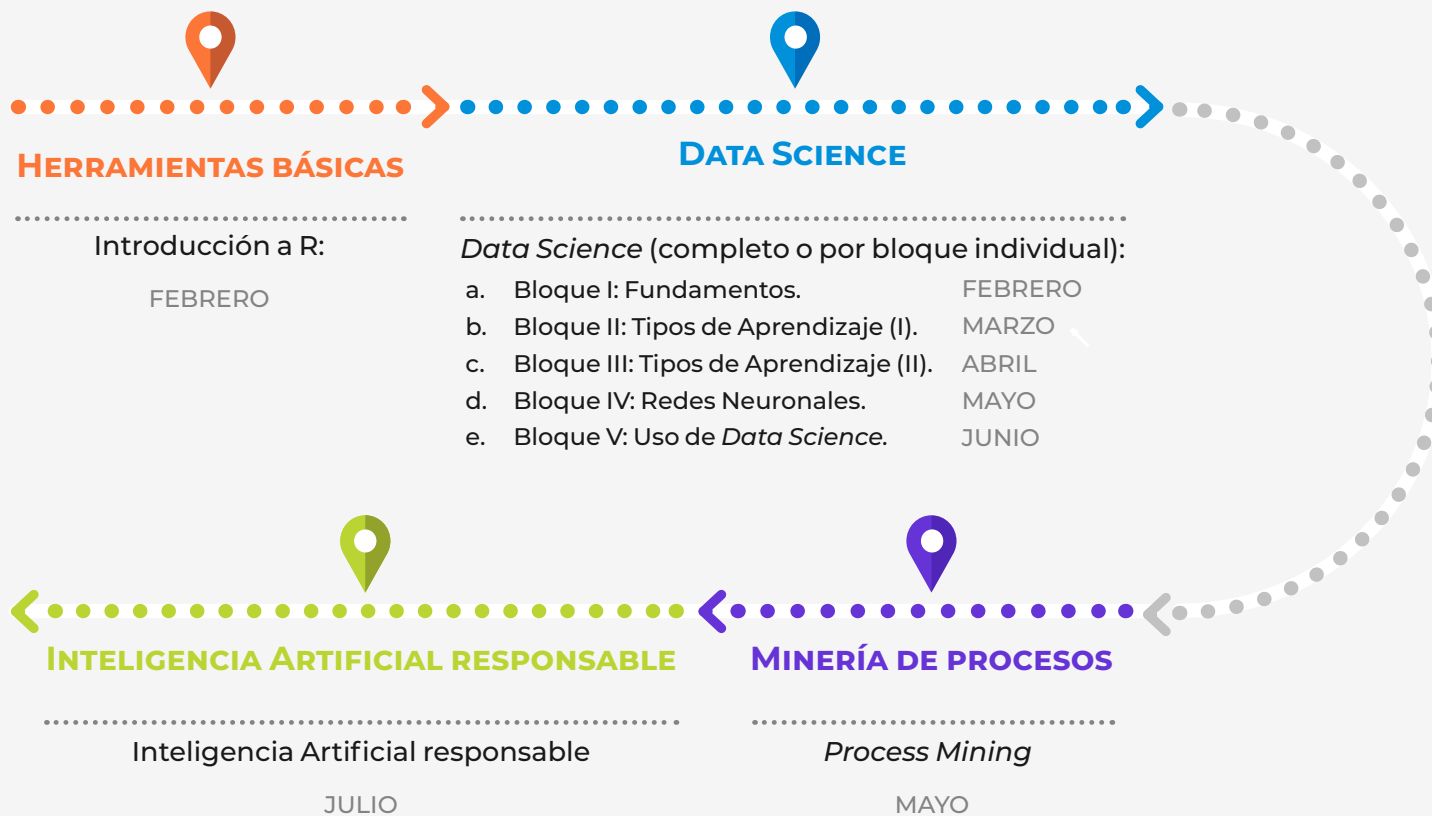 HERRAMIENTAS BÁSICAS
Introducción a R:
FEBRERO
DATA SCIENCE
Data Science (completo o por bloque individual):
a. Bloque I: Fundamentos. FEBRERO
b. Bloque II: Tipos de Aprendizaje (I). MARZO
c. Bloque III: Tipos de Aprendizaje (II). ABRIL
d. Bloque IV: Redes Neuronales. MAYO
e. Bloque V: Uso de Data Science. JUNIO
MINERÍA DE PROCESOS
Process Mining
MAYO
INTELIGENCIA ARTIFICIAL RESPONSABLE
Inteligencia Artificial responsable
JULIO